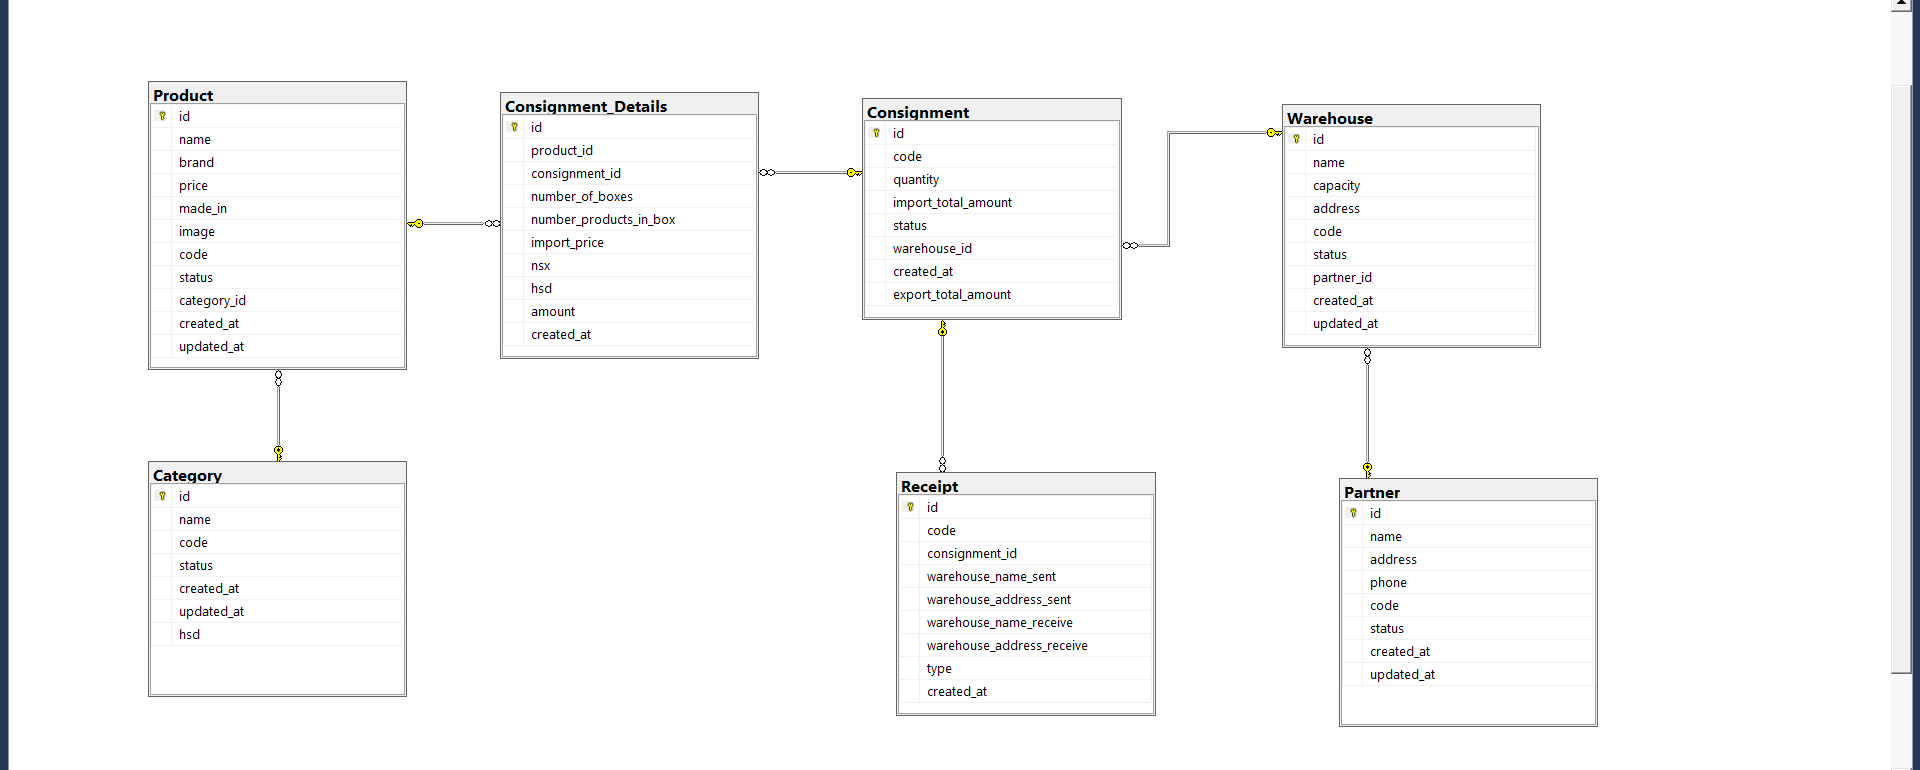 Product
id
name
brand
price
made_in
image
code
status
category_id
created_at
updated_at
Consignment_Details
id
product_id
consignment_id
number_of_boxes
number_products_in_box
import_price
nsx
hsd
amount
created_at
Consignment
id
code
quantity
import_total_amount
status
warehouse_id
created_at
export_total_amount
Warehouse
id
name
capacity
address
code
status
partner_id
created_at
updated_at
Category
id
name
code
status
created_at
updated_at
hsd
Receipt
id
code
consignment_id
warehouse_name_sent
warehouse_address_sent
warehouse_name_receive
warehouse_address_receive
type
created_at
Partner
id
name
address
phone
code
status
created_at
updated_at